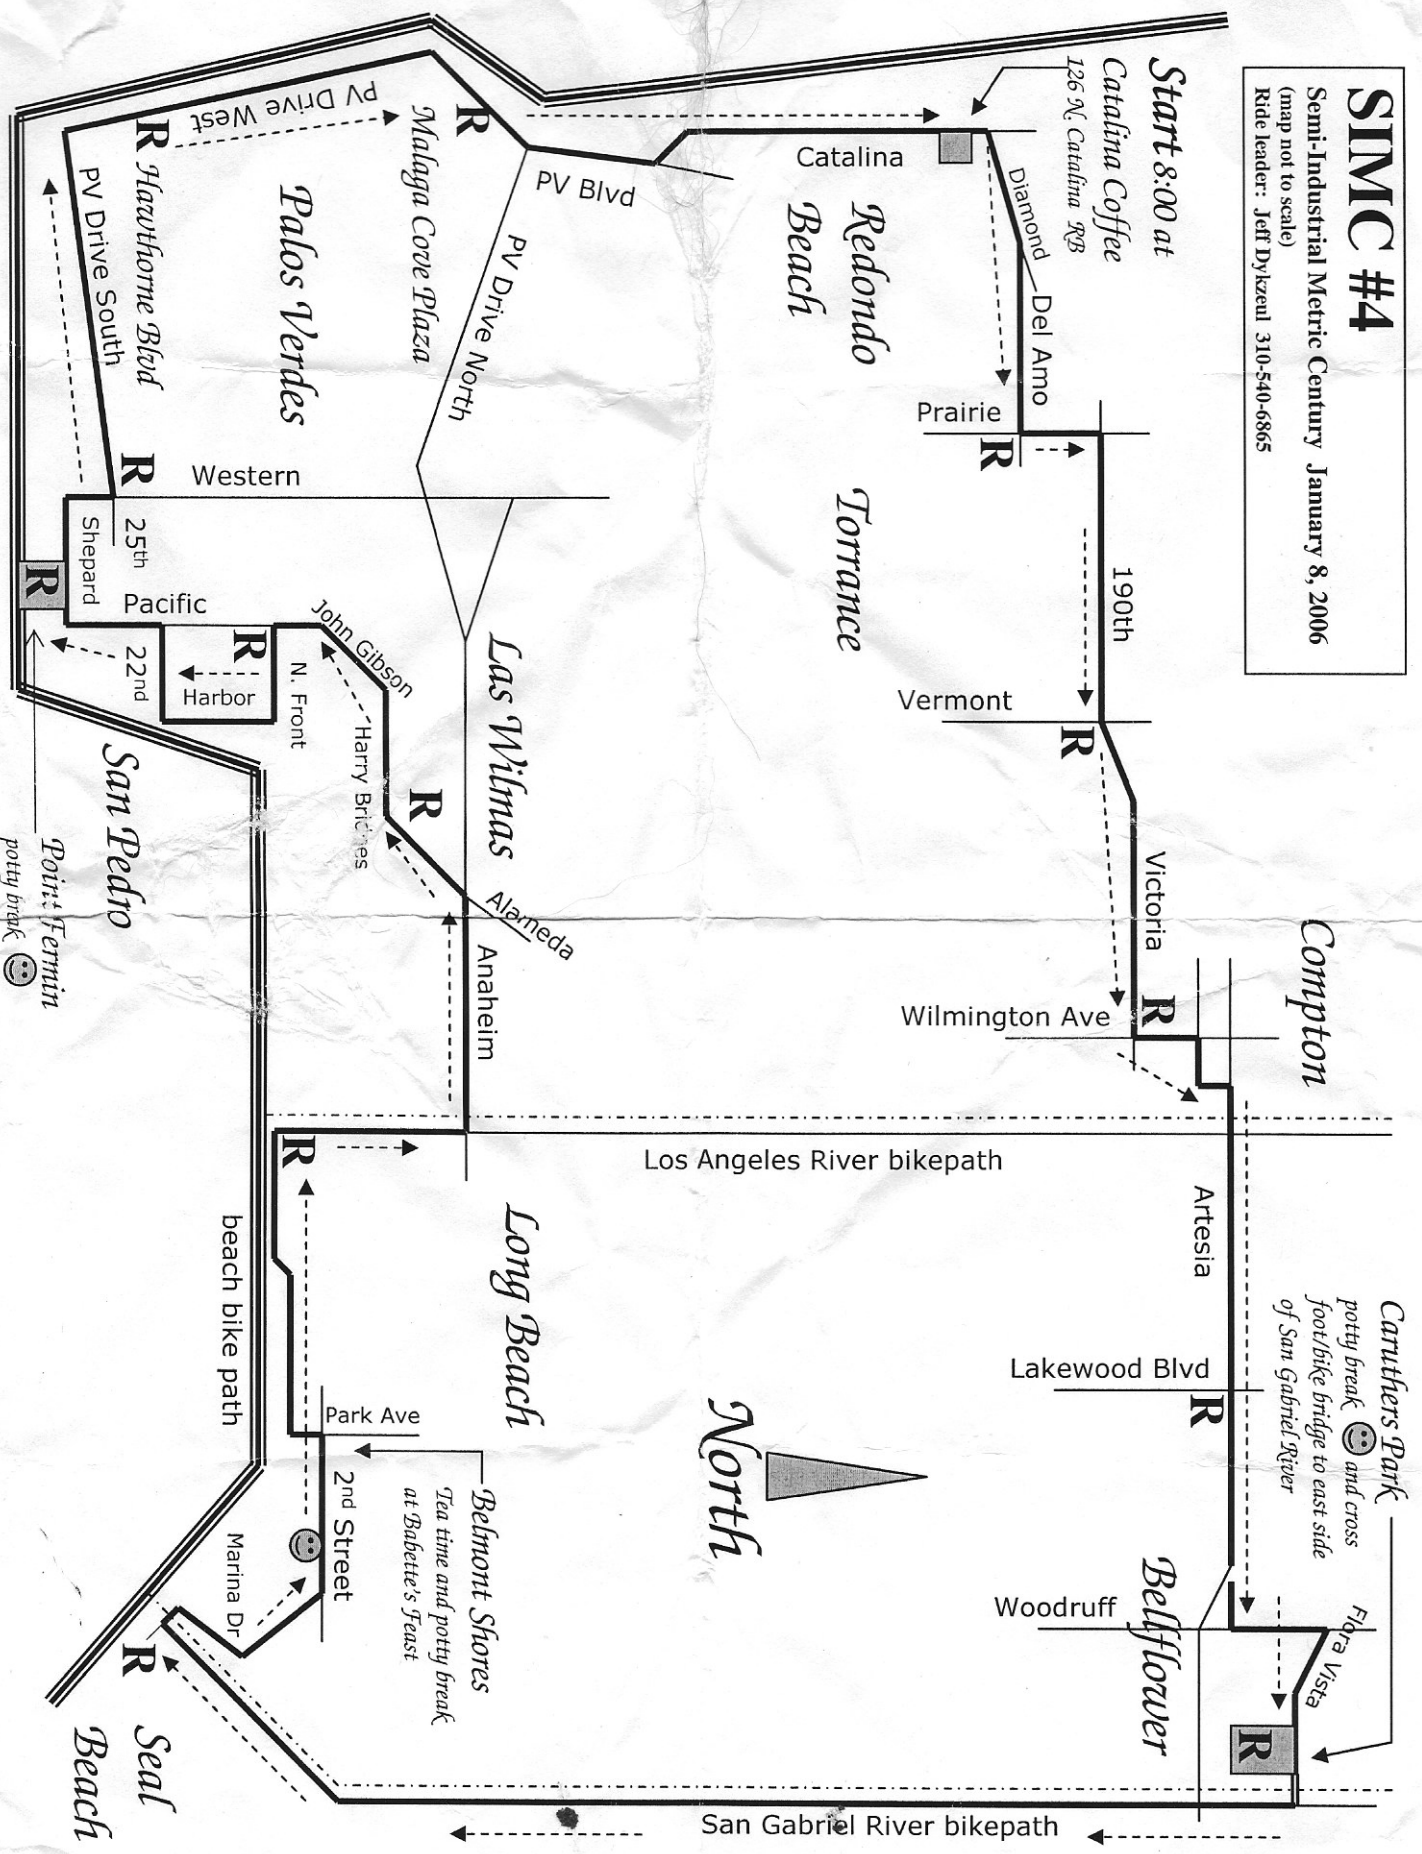 SIMC #4
Semi-Industrial Metric Century January 8, 2006
(map not to scale)
Ride leader: Jeff Dykzeul 310-540-6865
Start 8:00 at
Catalina Coffee
126 N. Catalina RB
Compton
Caruthers Park
potty break and cross
foot/bike bridge to east side
of San Gabriel River
Flora Vista
Diamond
Del Amo
Catalina
Redondo
Beach
Prairie
R
190th
Torrance
Vermont
R
Victoria
Wilmington Ave
R
Artesia
Lakewood Blvd
R
Woodruff
Bellflower
R
Los Angeles River bikepath
San Gabriel River bikepath
North
PV Blvd
PV Drive North
R
Malaga Cove Plaza
PV Drive West
R
Hawthorne Blvd
Palos Verdes
PV Drive South
R
Western
25th
Shepard
R
Pacific
22nd
R
Harbor
N. Front
John Gibson
Harry Bridges
R
Las Wilmas
Alameda
Anaheim
San Pedro
Point Fermin
potty break
R
Long Beach
beach bike path
Park Ave
2nd Street
Belmont Shores
Tea time and potty break
at Babette's Feast
Marina Dr
R
Seal
Beach